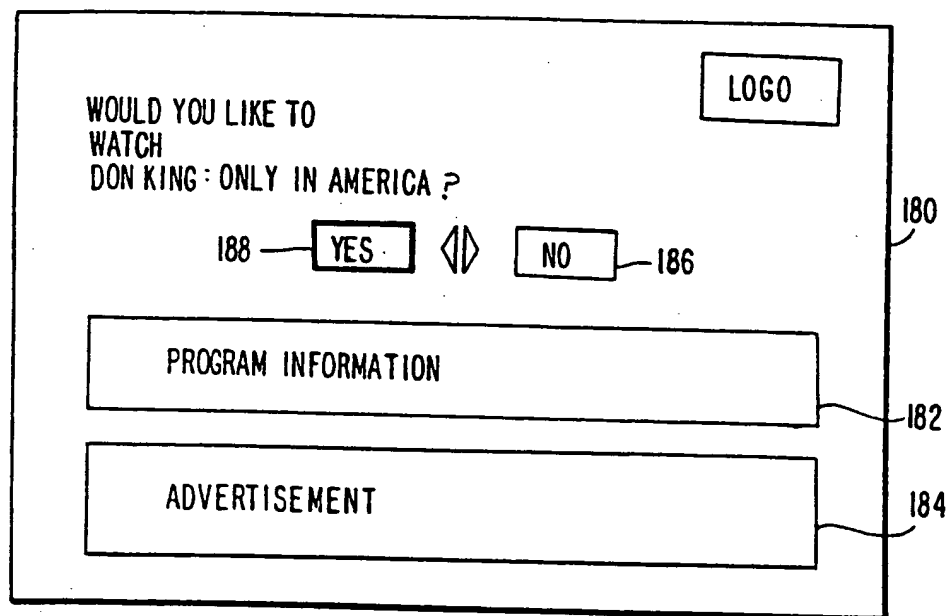 LOGO
WOULD YOU LIKE TO
WATCH
DON KING: ONLY IN AMERICA?
180
188 YES NO 186
PROGRAM INFORMATION
182
ADVERTISEMENT
184